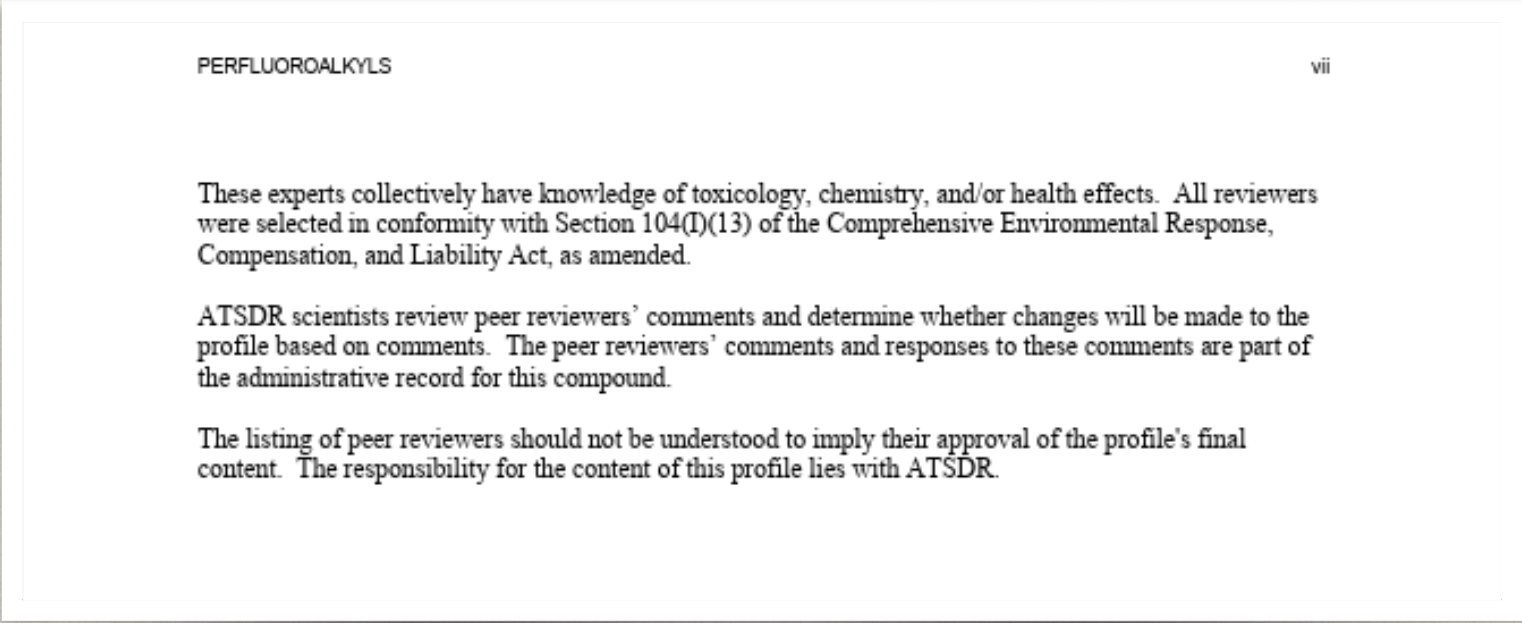 PERFLUOROALKYLS vii
These experts collectively have knowledge of toxicology, chemistry, and/or health effects.  All reviewers
were selected in conformity with Section 104(I)(13) of the Comprehensive Environmental Response,
Compensation, and Liability Act, as amended.
ATSDR scientists review peer reviewers’ comments and determine whether changes will be made to the
profile based on comments.  The peer reviewers’ comments and responses to these comments are part of
the administrative record for this compound.
The listing of peer reviewers should not be understood to imply their approval of the profile's final
content.  The responsibility for the content of this profile lies with ATSDR.